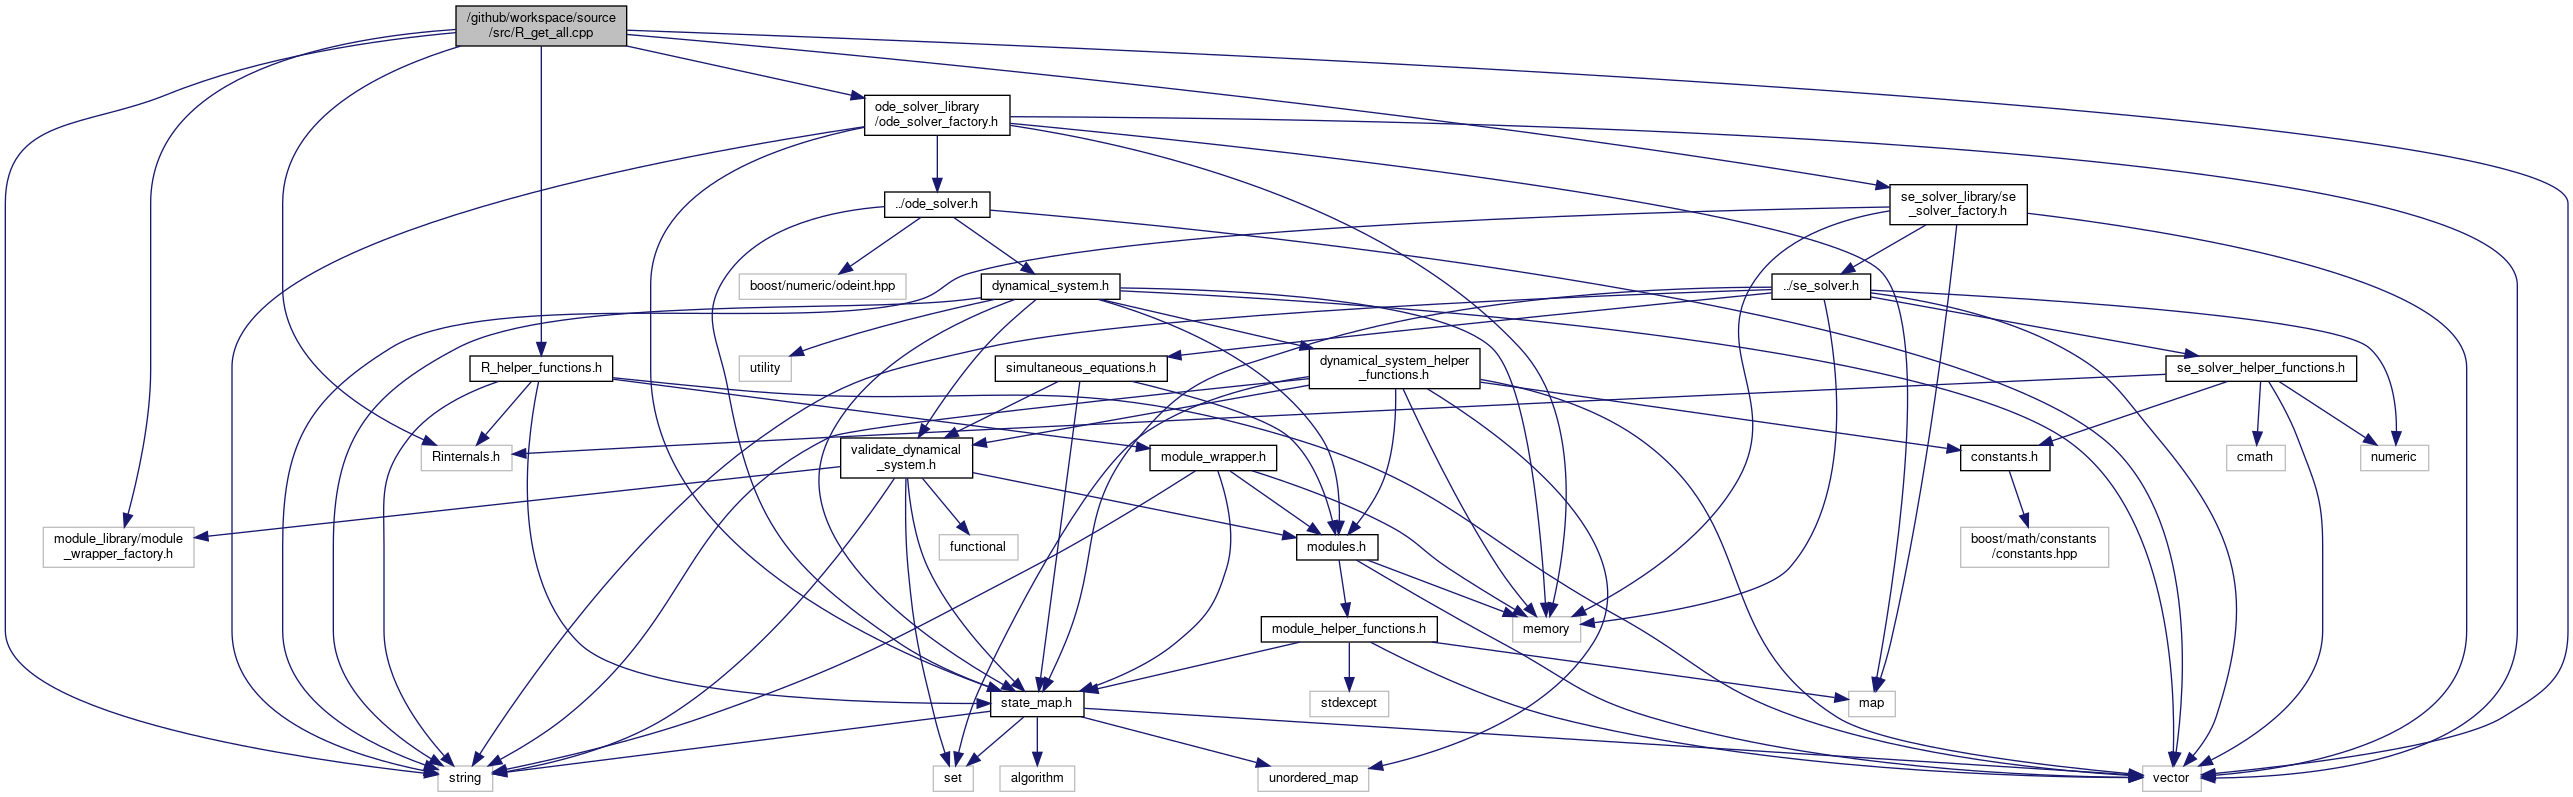 /github/workspace/source
/src/R_get_all.cpp
ode_solver_library
/ode_solver_factory.h
../ode_solver.h
se_solver_library/se
_solver_factory.h
boost/numeric/odeint.hpp
dynamical_system.h
../se_solver.h
R_helper_functions.h
utility
simultaneous_equations.h
dynamical_system_helper
_functions.h
se_solver_helper_functions.h
Rinternals.h
validate_dynamical
_system.h
module_wrapper.h
constants.h
cmath
numeric
module_library/module
_wrapper_factory.h
functional
modules.h
boost/math/constants
/constants.hpp
module_helper_functions.h
memory
state_map.h
stdexcept
map
string
set
algorithm
unordered_map
vector